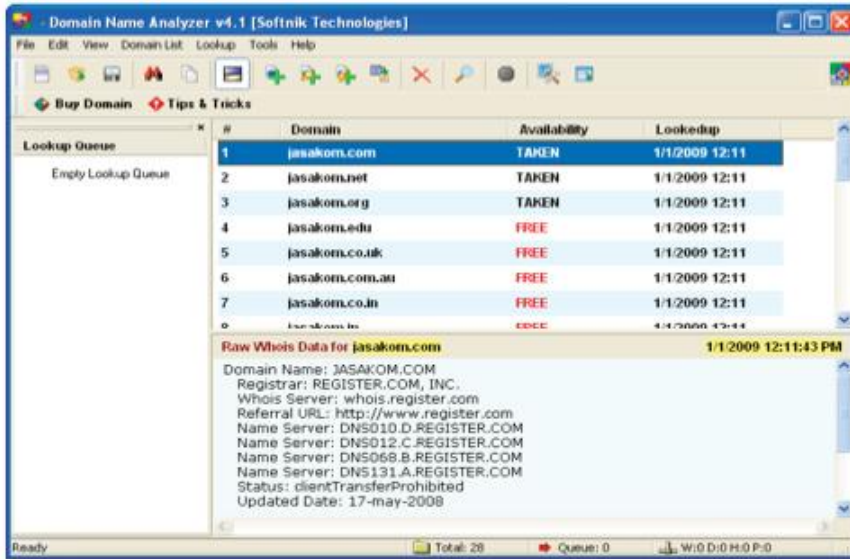 - Domain Name Analyzer v4.1 [Softnik Technologies]
File Edit View Domain List Lookup Tools Help
Buy Domain Tips & Tricks
Lookup Queue
Empty Lookup Queue
# Domain Availability Lookedup
1 jasakom.com TAKEN 1/1/2009 12:11
2 jasakom.net TAKEN 1/1/2009 12:11
3 jasakom.org TAKEN 1/1/2009 12:11
4 jasakom.edu FREE 1/1/2009 12:11
5 jasakom.co.uk FREE 1/1/2009 12:11
6 jasakom.com.au FREE 1/1/2009 12:11
7 jasakom.co.in FREE 1/1/2009 12:11
Raw Whois Data for jasakom.com 1/1/2009 12:11:43 PM
Domain Name: JASAKOM.COM
Registrar: REGISTER.COM, INC.
Whois Server: whois.register.com
Referral URL: http://www.register.com
Name Server: DNS010.D.REGISTER.COM
Name Server: DNS012.C.REGISTER.COM
Name Server: DNS068.B.REGISTER.COM
Name Server: DNS131.A.REGISTER.COM
Status: clientTransferProhibited
Updated Date: 17-may-2008
Ready Total: 28 Queue: 0 W:0 D:0 H:0 P:0